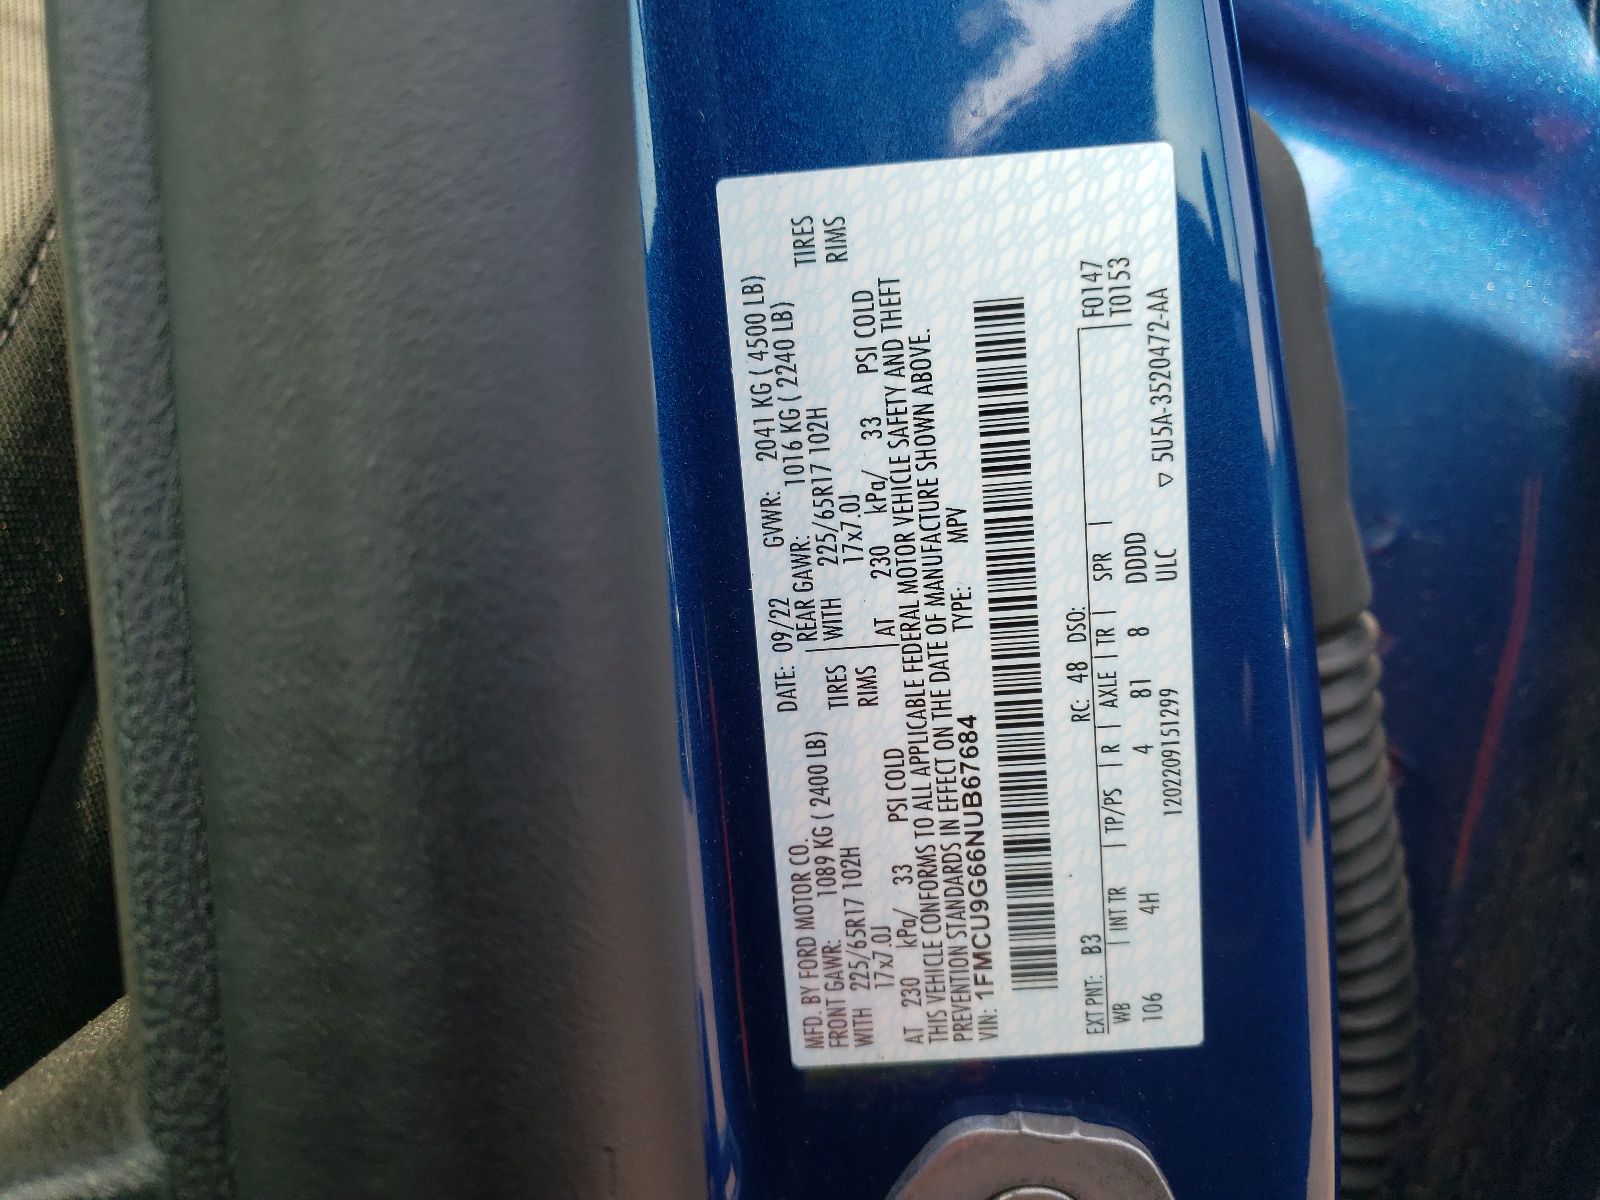 MFD. BY FORD MOTOR CO. DATE: 09/22 GVWR: 2041 KG ( 4500 LB)
FRONT GAWR: 1089 KG ( 2400 LB) REAR GAWR: 1016 KG ( 2240 LB)
WITH 225/65R17 102H TIRES WITH 225/65R17 102H TIRES
17x7.0J RIMS 17x7.0J RIMS
AT 230 kPa/ 33 PSI COLD AT 230 kPa/ 33 PSI COLD
THIS VEHICLE CONFORMS TO ALL APPLICABLE FEDERAL MOTOR VEHICLE SAFETY AND THEFT
PREVENTION STANDARDS IN EFFECT ON THE DATE OF MANUFACTURE SHOWN ABOVE.
VIN: 1FMCU9G66NUB67684 TYPE: MPV
EXT PNT: B3 RC: 48 DSO: F0147
WB | INT TR | TP/PS | R | AXLE | TR | SPR | T0153
106 4H 4 81 8 DDDD
1202209151299 ULC ▽ 5U5A-3520472-AA